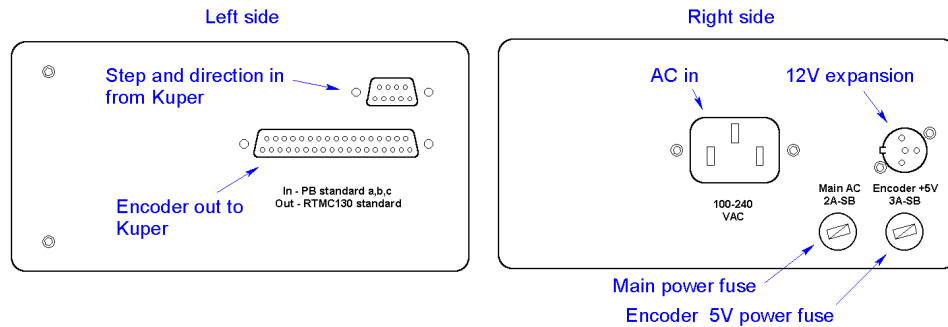 Left side
Right side
Step and direction in
from Kuper
AC in
12V expansion
In - PB standard a,b,c
Out - RTMC130 standard
Encoder out to
Kuper
100-240
VAC
Main AC
2A-SB
Encoder +5V
3A-SB
Main power fuse
Encoder 5V power fuse